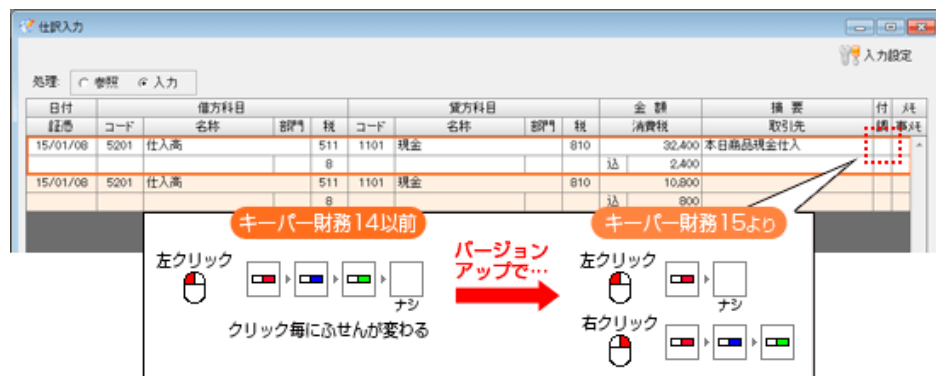 仕訳入力
入力設定
処理: 参照 入力
日付 借方科目 貸方科目 金額 摘要 付 メモ
証憑 コード 名称 部門 税 コード 名称 部門 税 消費税 取引先 調 事メモ
15/01/08 5201 仕入高 511 1101 現金 810 32,400 本日商品現金仕入
8 込 2,400
15/01/08 5201 仕入高 511 1101 現金 810 10,800
8 込 800
キーパー財務14以前
左クリック
ナシ
クリック毎にふせんが変わる
バージョン
アップで…
キーパー財務15より
左クリック
ナシ
右クリック